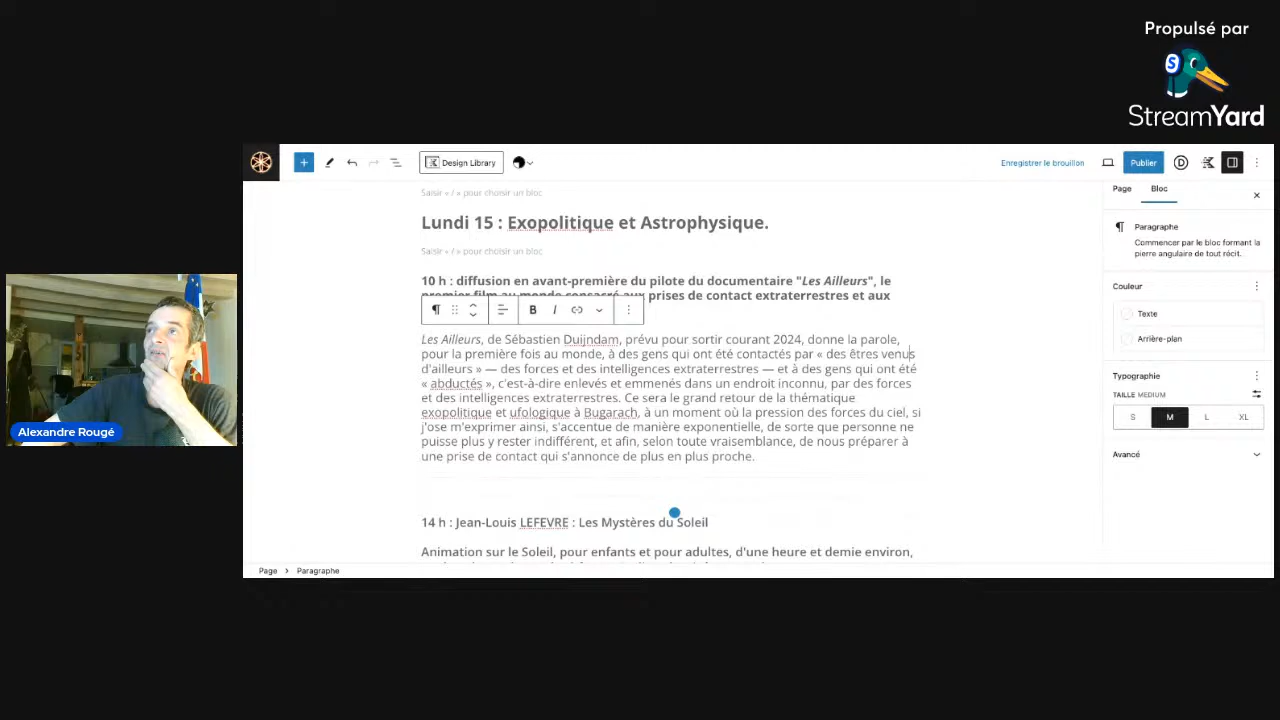 Propulsé par
StreamYard
Design Library
Enregistrer le brouillon
Publier
Saisir « / » pour choisir un bloc
Lundi 15 : Exopolitique et Astrophysique.
Saisir « / » pour choisir un bloc
10 h : diffusion en avant-première du pilote du documentaire "Les Ailleurs", le
premier film au monde consacré aux prises de contact extraterrestres et aux
B I
Les Ailleurs, de Sébastien Duijndam, prévu pour sortir courant 2024, donne la parole,
pour la première fois au monde, à des gens qui ont été contactés par « des êtres venus
d'ailleurs » — des forces et des intelligences extraterrestres — et à des gens qui ont été
« abductés », c'est-à-dire enlevés et emmenés dans un endroit inconnu, par des forces
et des intelligences extraterrestres. Ce sera le grand retour de la thématique
exopolitique et ufologique à Bugarach, à un moment où la pression des forces du ciel, si
j'ose m'exprimer ainsi, s'accentue de manière exponentielle, de sorte que personne ne
puisse plus y rester indifférent, et afin, selon toute vraisemblance, de nous préparer à
une prise de contact qui s'annonce de plus en plus proche.
14 h : Jean-Louis LEFEVRE : Les Mystères du Soleil
Animation sur le Soleil, pour enfants et pour adultes, d'une heure et demie environ,
Page > Paragraphe
Page Bloc
Paragraphe
Commencer par le bloc formant la
pierre angulaire de tout récit.
Couleur
Texte
Arrière-plan
Typographie
TAILLE MEDIUM
S M L XL
Avancé
Alexandre Rougé